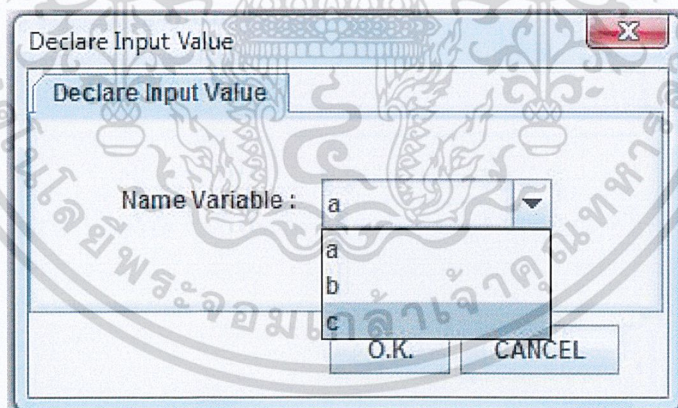 Declare Input Value
Declare Input Value
Name Variable : a
a
b
c
O.K. CANCEL